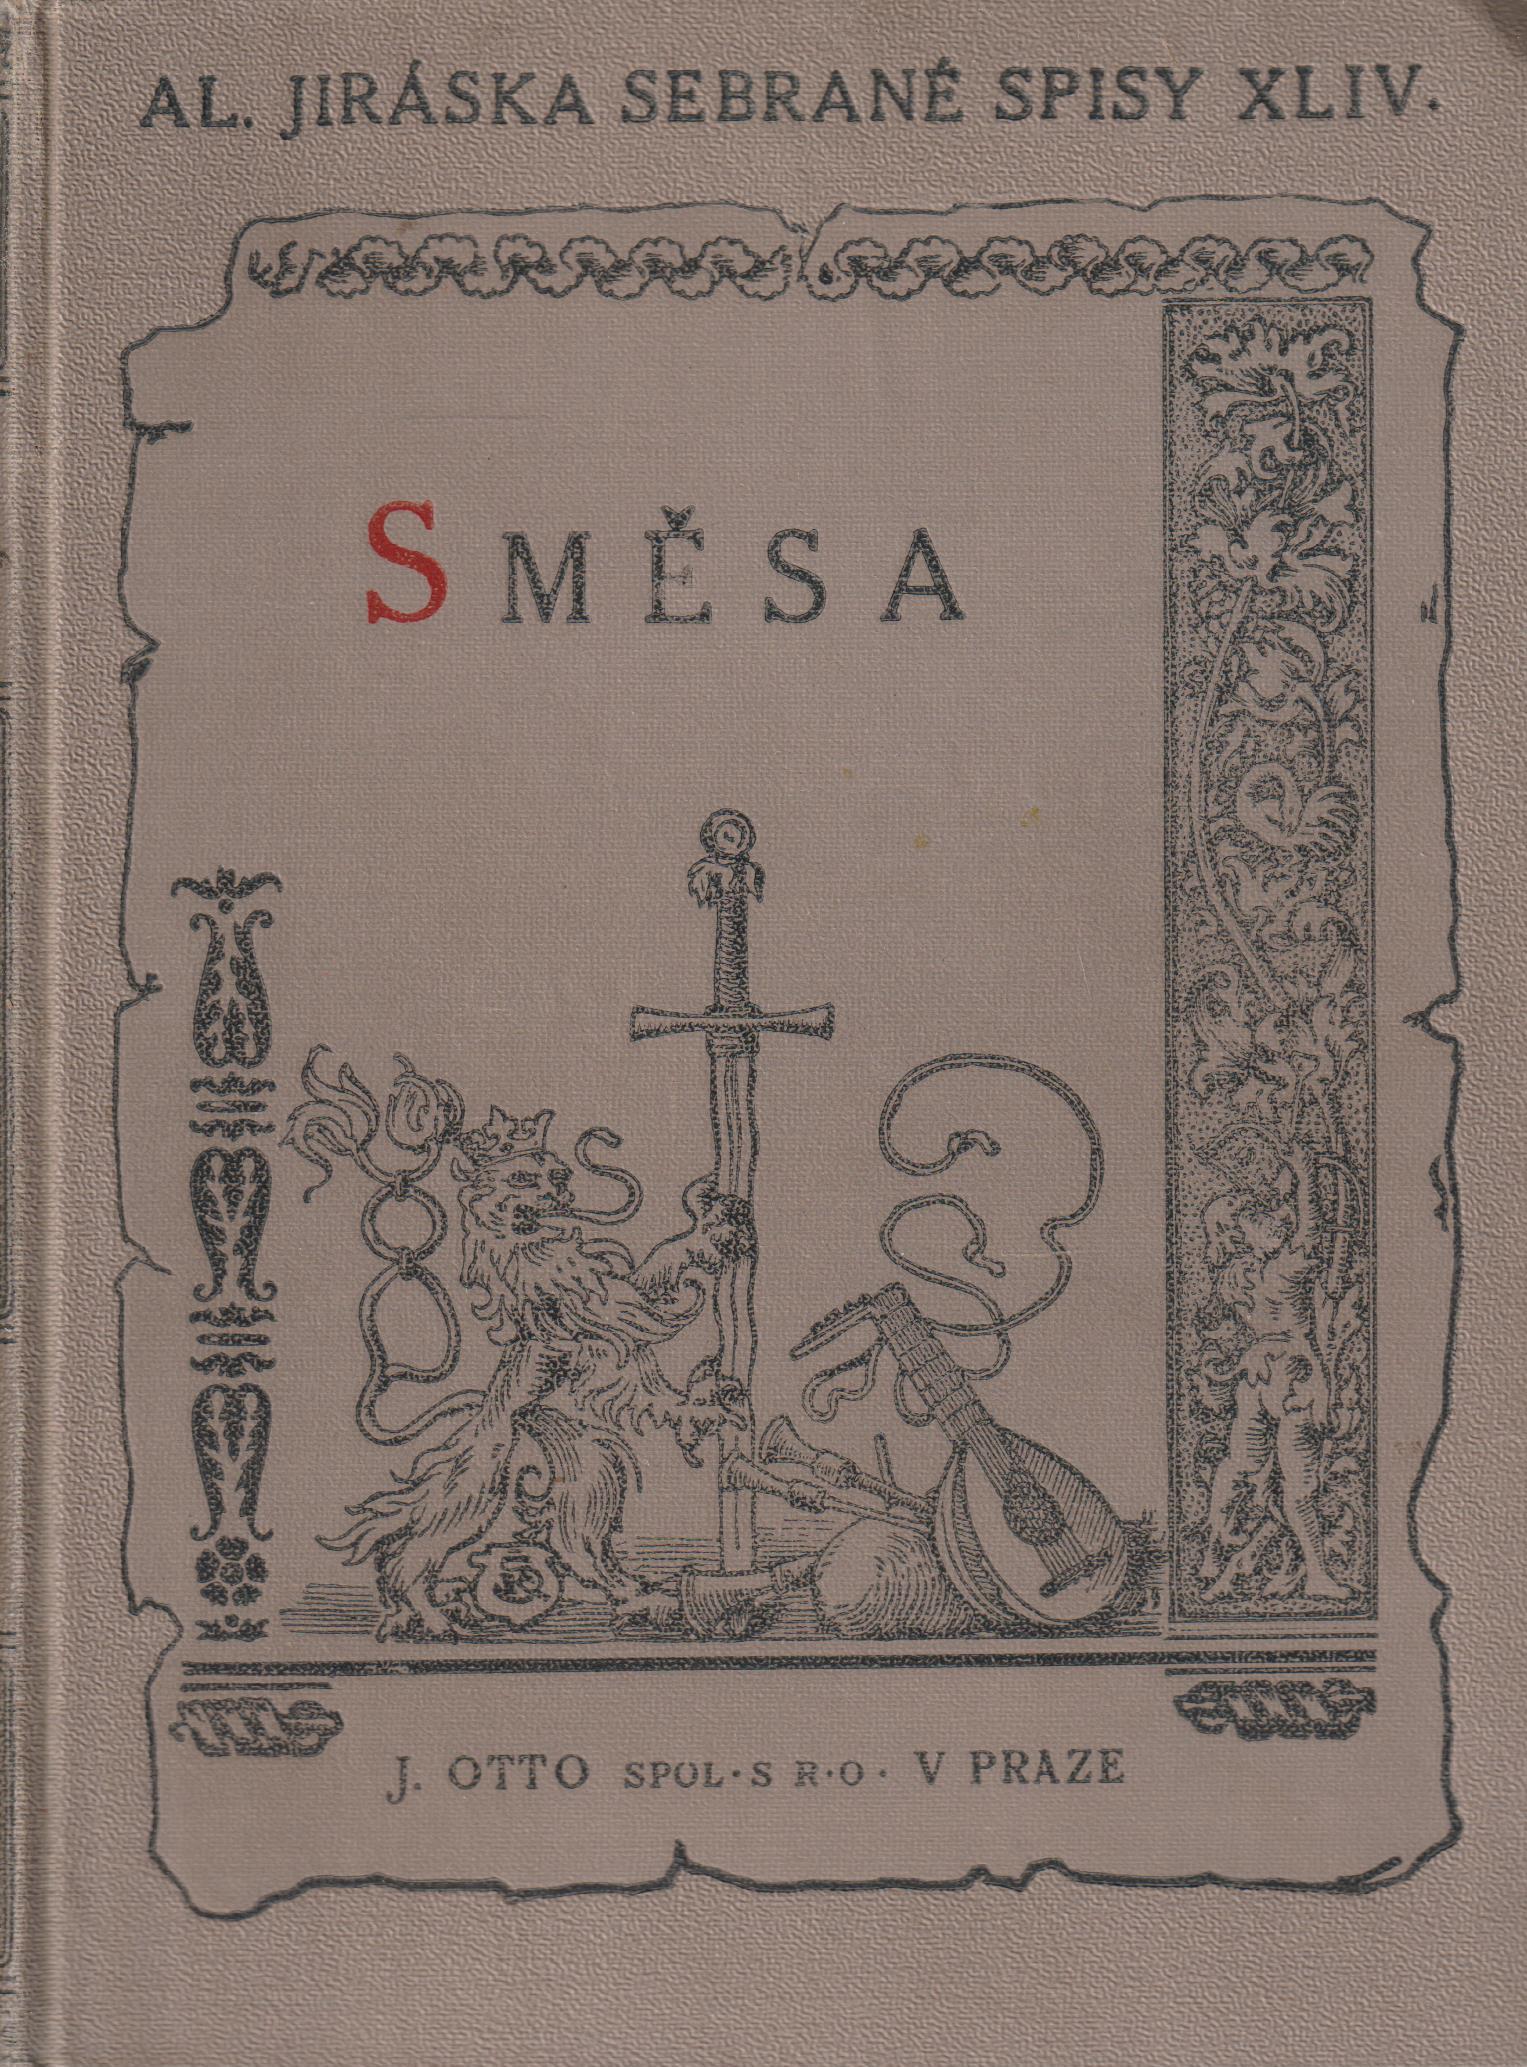 AL. JIRÁSKA SEBRANÉ SPISY XLIV.
SMĚSA
J. OTTO SPOL·S R·O· V PRAZE